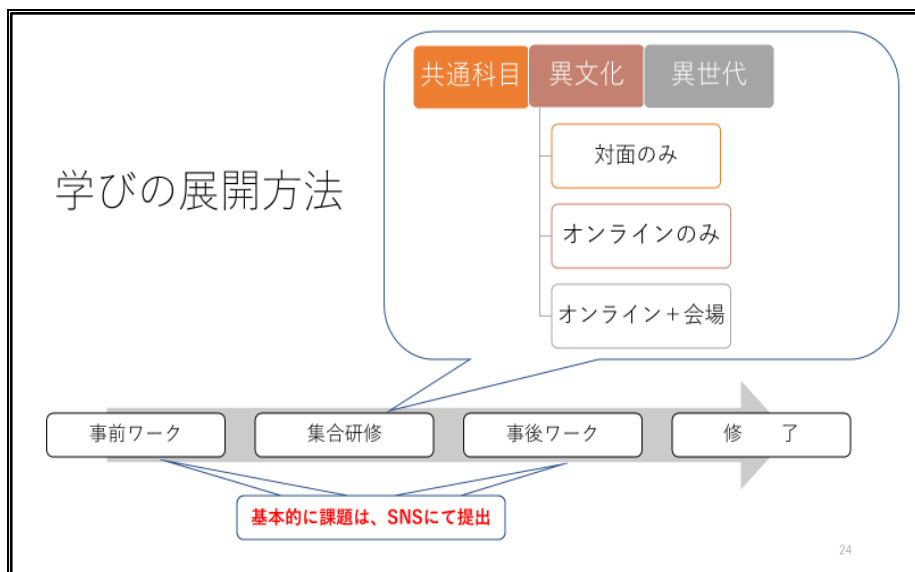 共通科目
異文化
異世代
対面のみ
学びの展開方法
オンラインのみ
オンライン+会場
事前ワーク
集合研修
事後ワーク
修　了
基本的に課題は、SNSにて提出
24